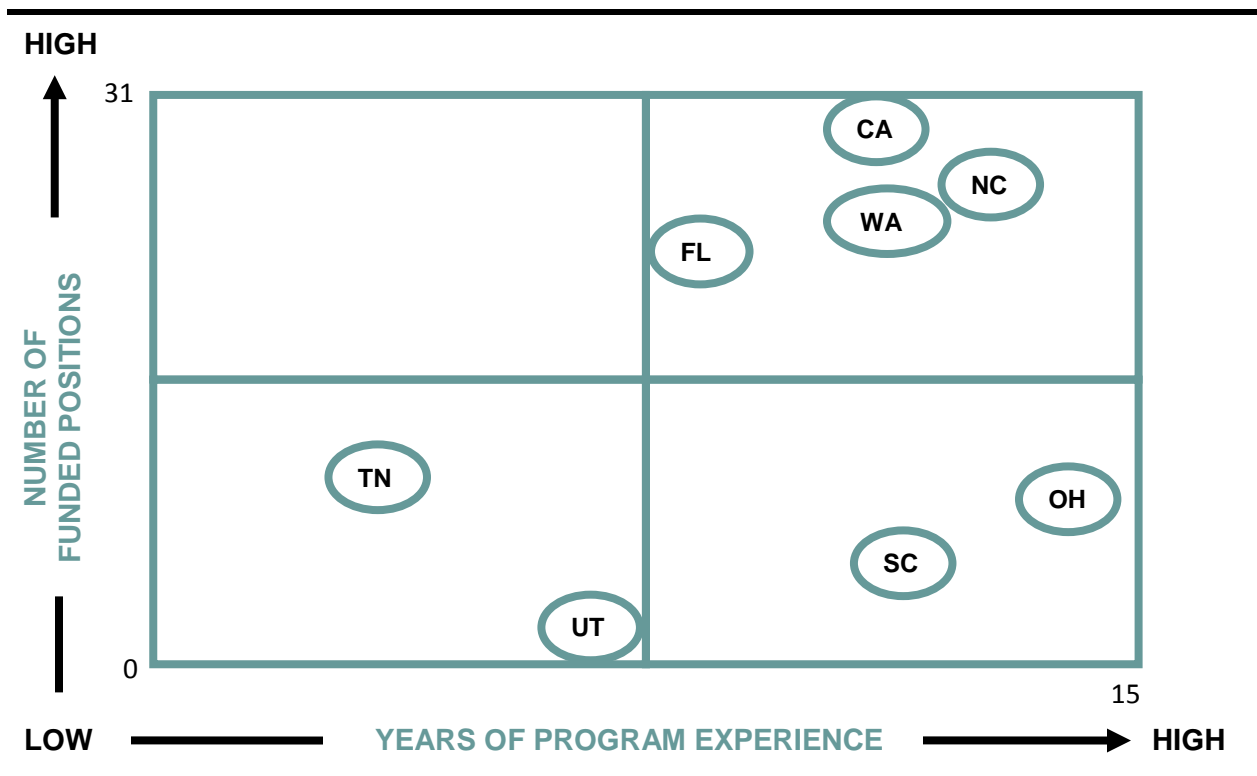 HIGH
31
CA
NC
WA
FL
NUMBER OF
FUNDED POSITIONS
TN
OH
SC
UT
0
15
LOW YEARS OF PROGRAM EXPERIENCE HIGH